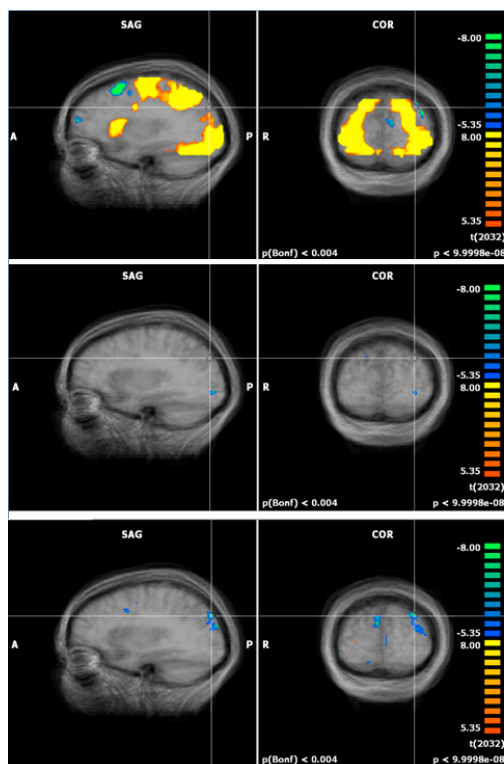 SAG COR
-8.00
A P R
-5.35
8.00
5.35
t(2032)
p(Bonf) < 0.004 p < 9.9998e-08
SAG COR
-8.00
A P R
-5.35
8.00
5.35
t(2032)
p(Bonf) < 0.004 p < 9.9998e-08
SAG COR
-8.00
A P R
-5.35
8.00
5.35
t(2032)
p(Bonf) < 0.004 p < 9.9998e-08